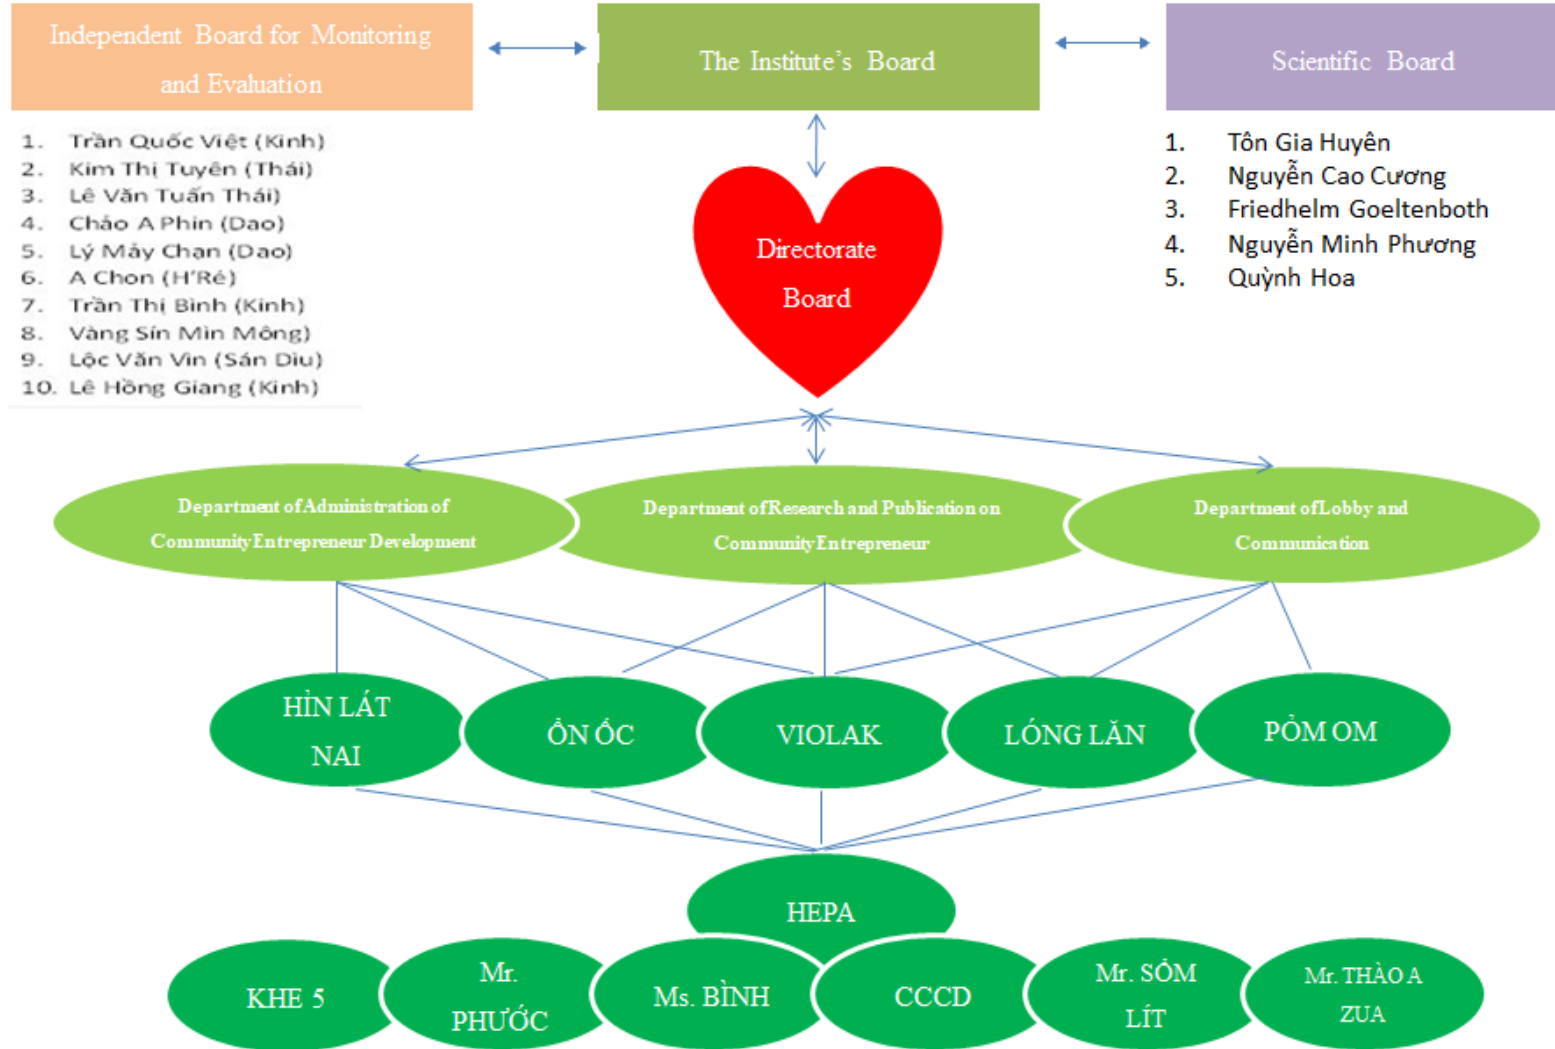 Independent Board for Monitoring
and Evaluation
The Institute's Board
Scientific Board
1. Trần Quốc Việt (Kinh)
2. Kim Thị Tuyên (Thái)
3. Lê Văn Tuấn Thái)
4. Chảo A Phin (Dao)
5. Lý Mảy Chạn (Dao)
6. A Chon (H'Ré)
7. Trần Thị Bình (Kinh)
8. Vàng Sín Mìn Mông)
9. Lộc Văn Vìn (Sán Dìu)
10. Lê Hồng Giang (Kinh)
1. Tôn Gia Huyên
2. Nguyễn Cao Cương
3. Friedhelm Goeltenboth
4. Nguyễn Minh Phương
5. Quỳnh Hoa
Directorate
Board
Department of Administration of
Community Entrepreneur Development
Department of Research and Publication on
Community Entrepreneur
Department of Lobby and
Communication
HÌN LÁT
NAI
ỒN ỐC
VIOLAK
LÓNG LĂN
PỎM OM
HEPA
KHE 5
Mr.
PHƯỚC
Ms. BÌNH
CCCD
Mr. SỔM
LÍT
Mr. THÀO A
ZUA